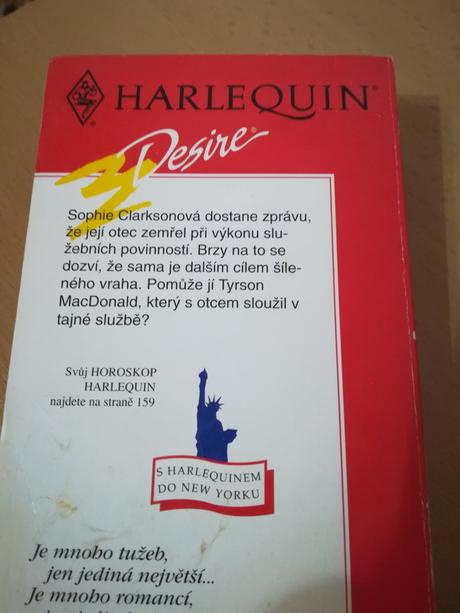 HARLEQUIN®
Desire®
Sophie Clarksonová dostane zprávu,
že její otec zemřel při výkonu slu-
žebních povinností. Brzy na to se
dozví, že sama je dalším cílem šíle-
ného vraha. Pomůže jí Tyrson
MacDonald, který s otcem sloužil v
tajné službě?
Svůj HOROSKOP
HARLEQUIN
najdete na straně 159
S HARLEQUINEM
DO NEW YORKU
Je mnoho tužeb,
jen jediná největší...
Je mnoho romancí,